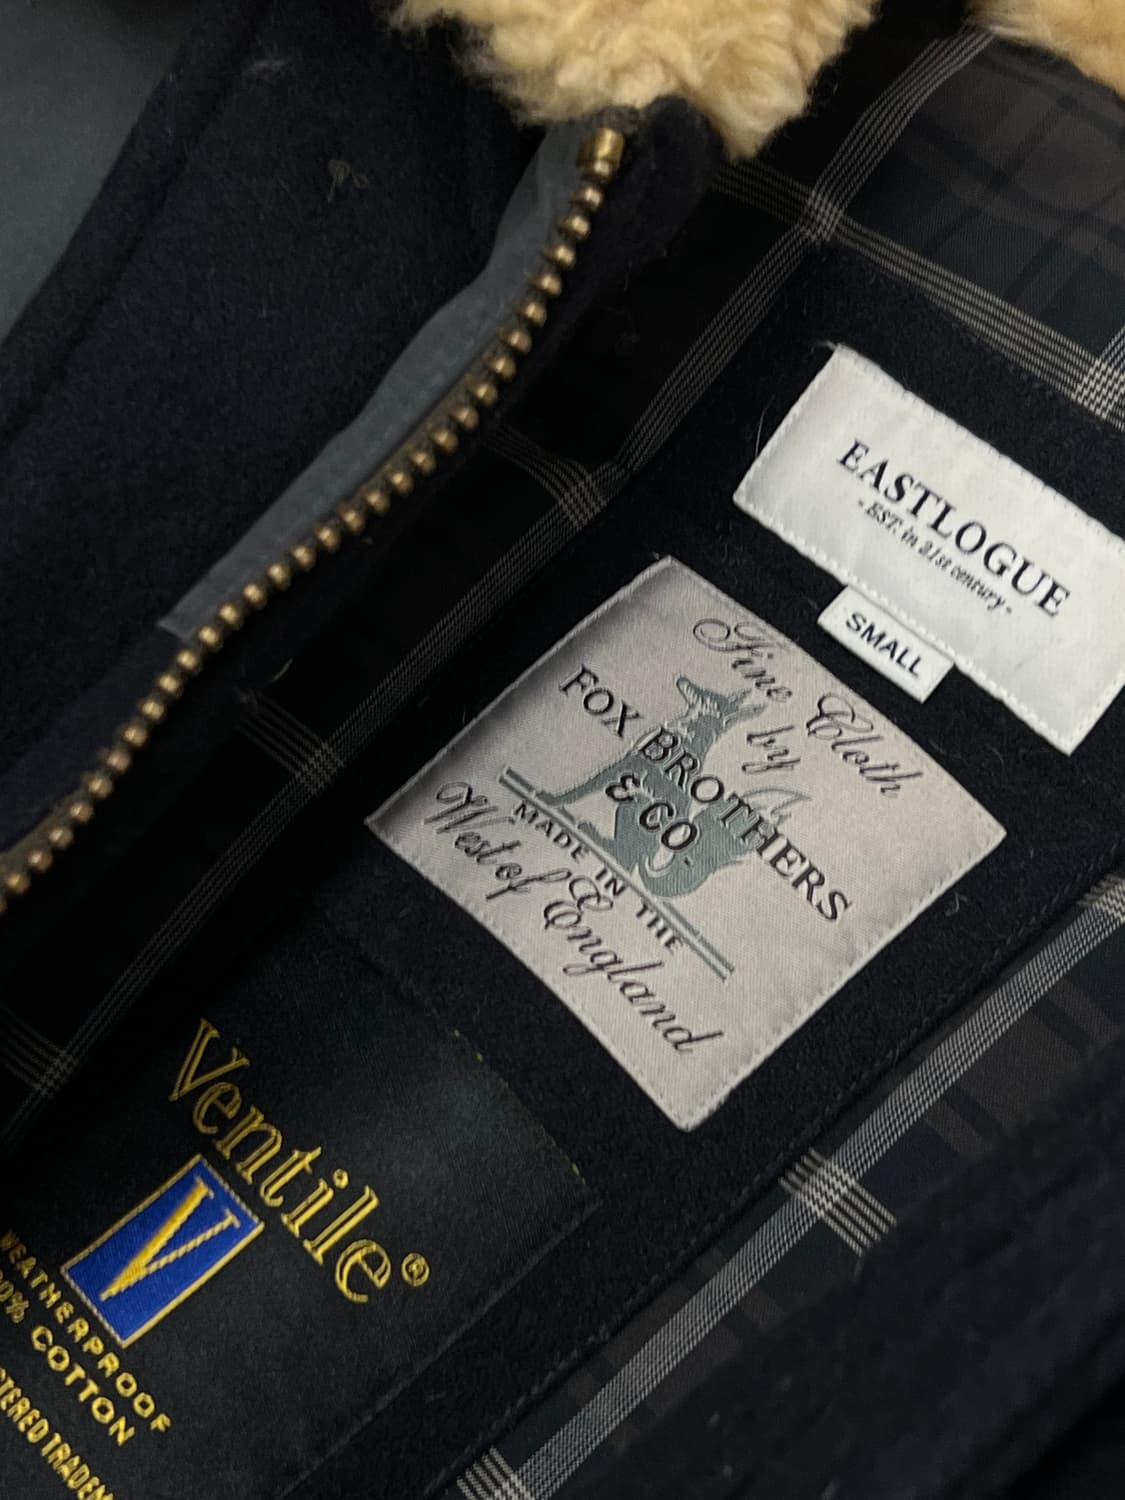 EASTLOGUE
- EST. in 21st century -
SMALL
Fine Cloth
by
FOX BROTHERS
& CO.
MADE IN THE
West of England
Ventile®
V
WEATHERPROOF
COTTON